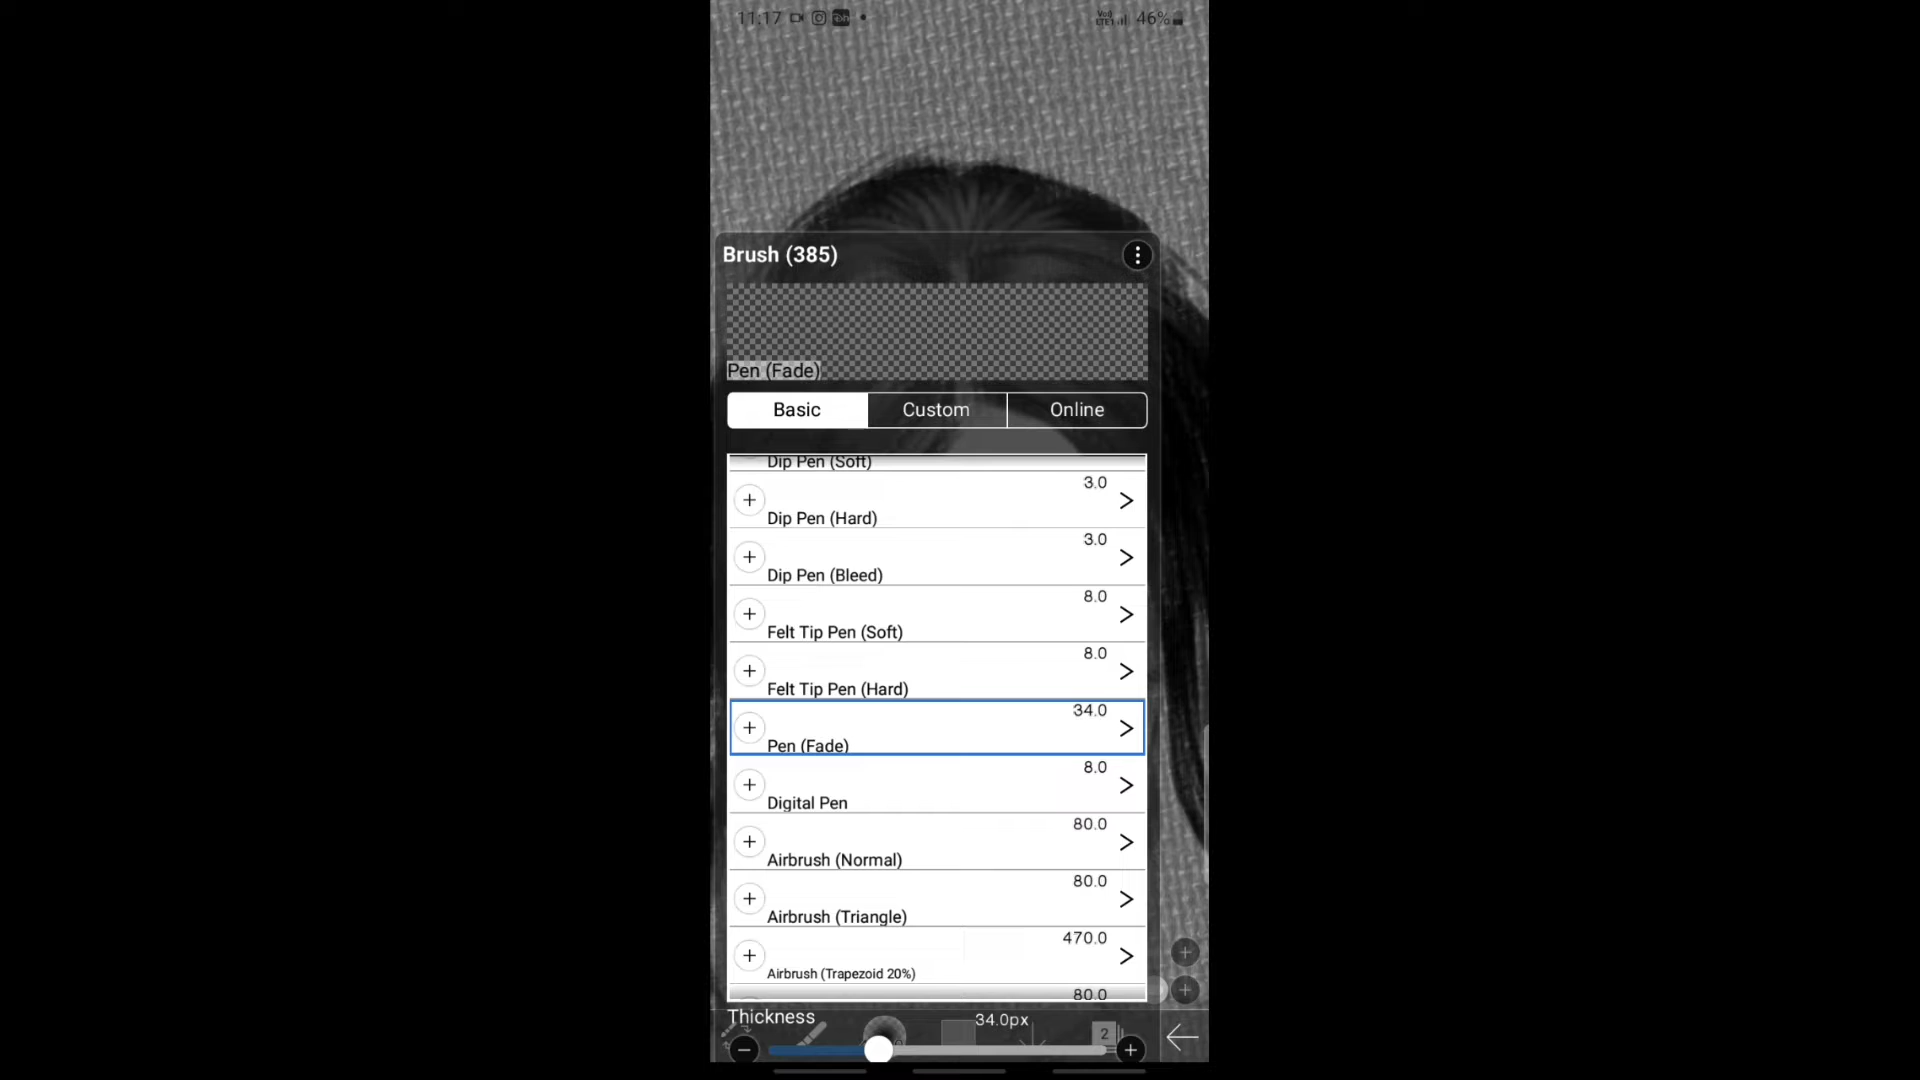 11:17
46%
Brush (385)
Pen (Fade)
Basic Custom Online
Dip Pen (Soft)
3.0
Dip Pen (Hard)
3.0
Dip Pen (Bleed)
8.0
Felt Tip Pen (Soft)
8.0
Felt Tip Pen (Hard)
34.0
Pen (Fade)
8.0
Digital Pen
80.0
Airbrush (Normal)
80.0
Airbrush (Triangle)
470.0
Airbrush (Trapezoid 20%)
80.0
Thickness 34.0px
2